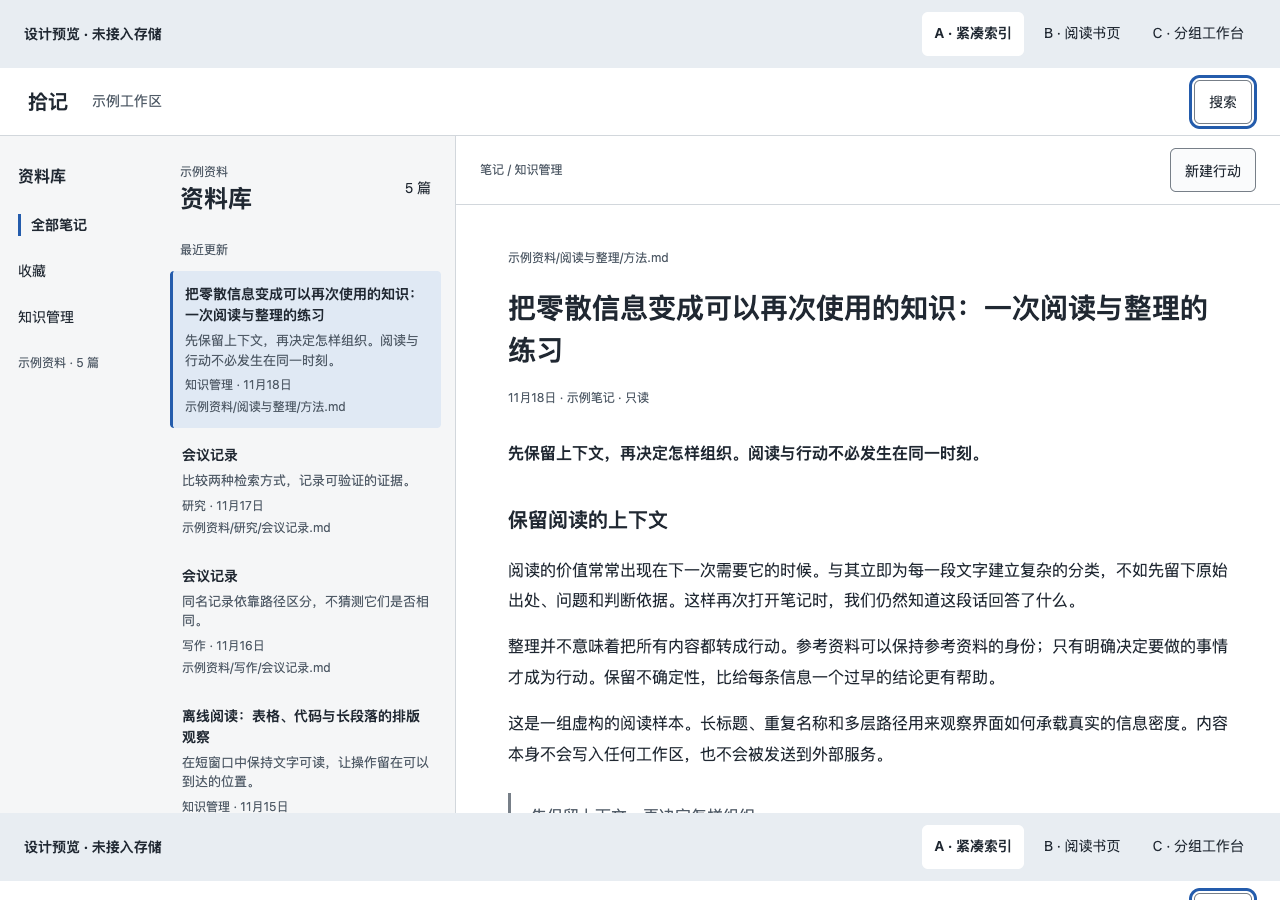 设计预览 · 未接入存储
A · 紧凑索引
B · 阅读书页
C · 分组工作台
拾记
示例工作区
搜索
资料库
全部笔记
收藏
知识管理
示例资料 · 5 篇
示例资料
资料库
5 篇
最近更新
把零散信息变成可以再次使用的知识：
一次阅读与整理的练习
先保留上下文，再决定怎样组织。阅读与
行动不必发生在同一时刻。
知识管理 · 11月18日
示例资料/阅读与整理/方法.md
会议记录
比较两种检索方式，记录可验证的证据。
研究 · 11月17日
示例资料/研究/会议记录.md
会议记录
同名记录依靠路径区分，不猜测它们是否相
同。
写作 · 11月16日
示例资料/写作/会议记录.md
离线阅读：表格、代码与长段落的排版
观察
在短窗口中保持文字可读，让操作留在可以
到达的位置。
知识管理 · 11月15日
笔记 / 知识管理
新建行动
示例资料/阅读与整理/方法.md
把零散信息变成可以再次使用的知识：一次阅读与整理的
练习
11月18日 · 示例笔记 · 只读
先保留上下文，再决定怎样组织。阅读与行动不必发生在同一时刻。
保留阅读的上下文
阅读的价值常常出现在下一次需要它的时候。与其立即为每一段文字建立复杂的分类，不如先留下原始
出处、问题和判断依据。这样再次打开笔记时，我们仍然知道这段话回答了什么。
整理并不意味着把所有内容都转成行动。参考资料可以保持参考资料的身份；只有明确决定要做的事情
才成为行动。保留不确定性，比给每条信息一个过早的结论更有帮助。
这是一组虚构的阅读样本。长标题、重复名称和多层路径用来观察界面如何承载真实的信息密度。内容
本身不会写入任何工作区，也不会被发送到外部服务。
设计预览 · 未接入存储
A · 紧凑索引
B · 阅读书页
C · 分组工作台